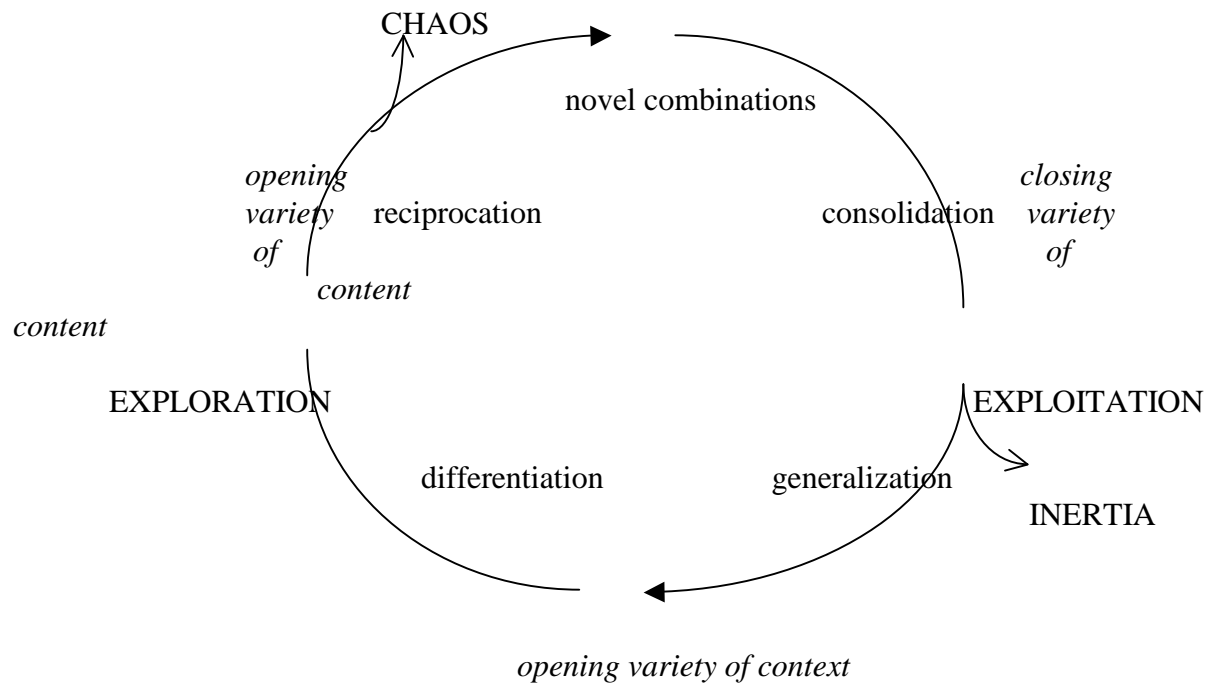 CHAOS
novel combinations
opening
variety
of
content
reciprocation
consolidation
closing
variety
of
content
EXPLORATION
EXPLOITATION
differentiation
generalization
INERTIA
opening variety of context